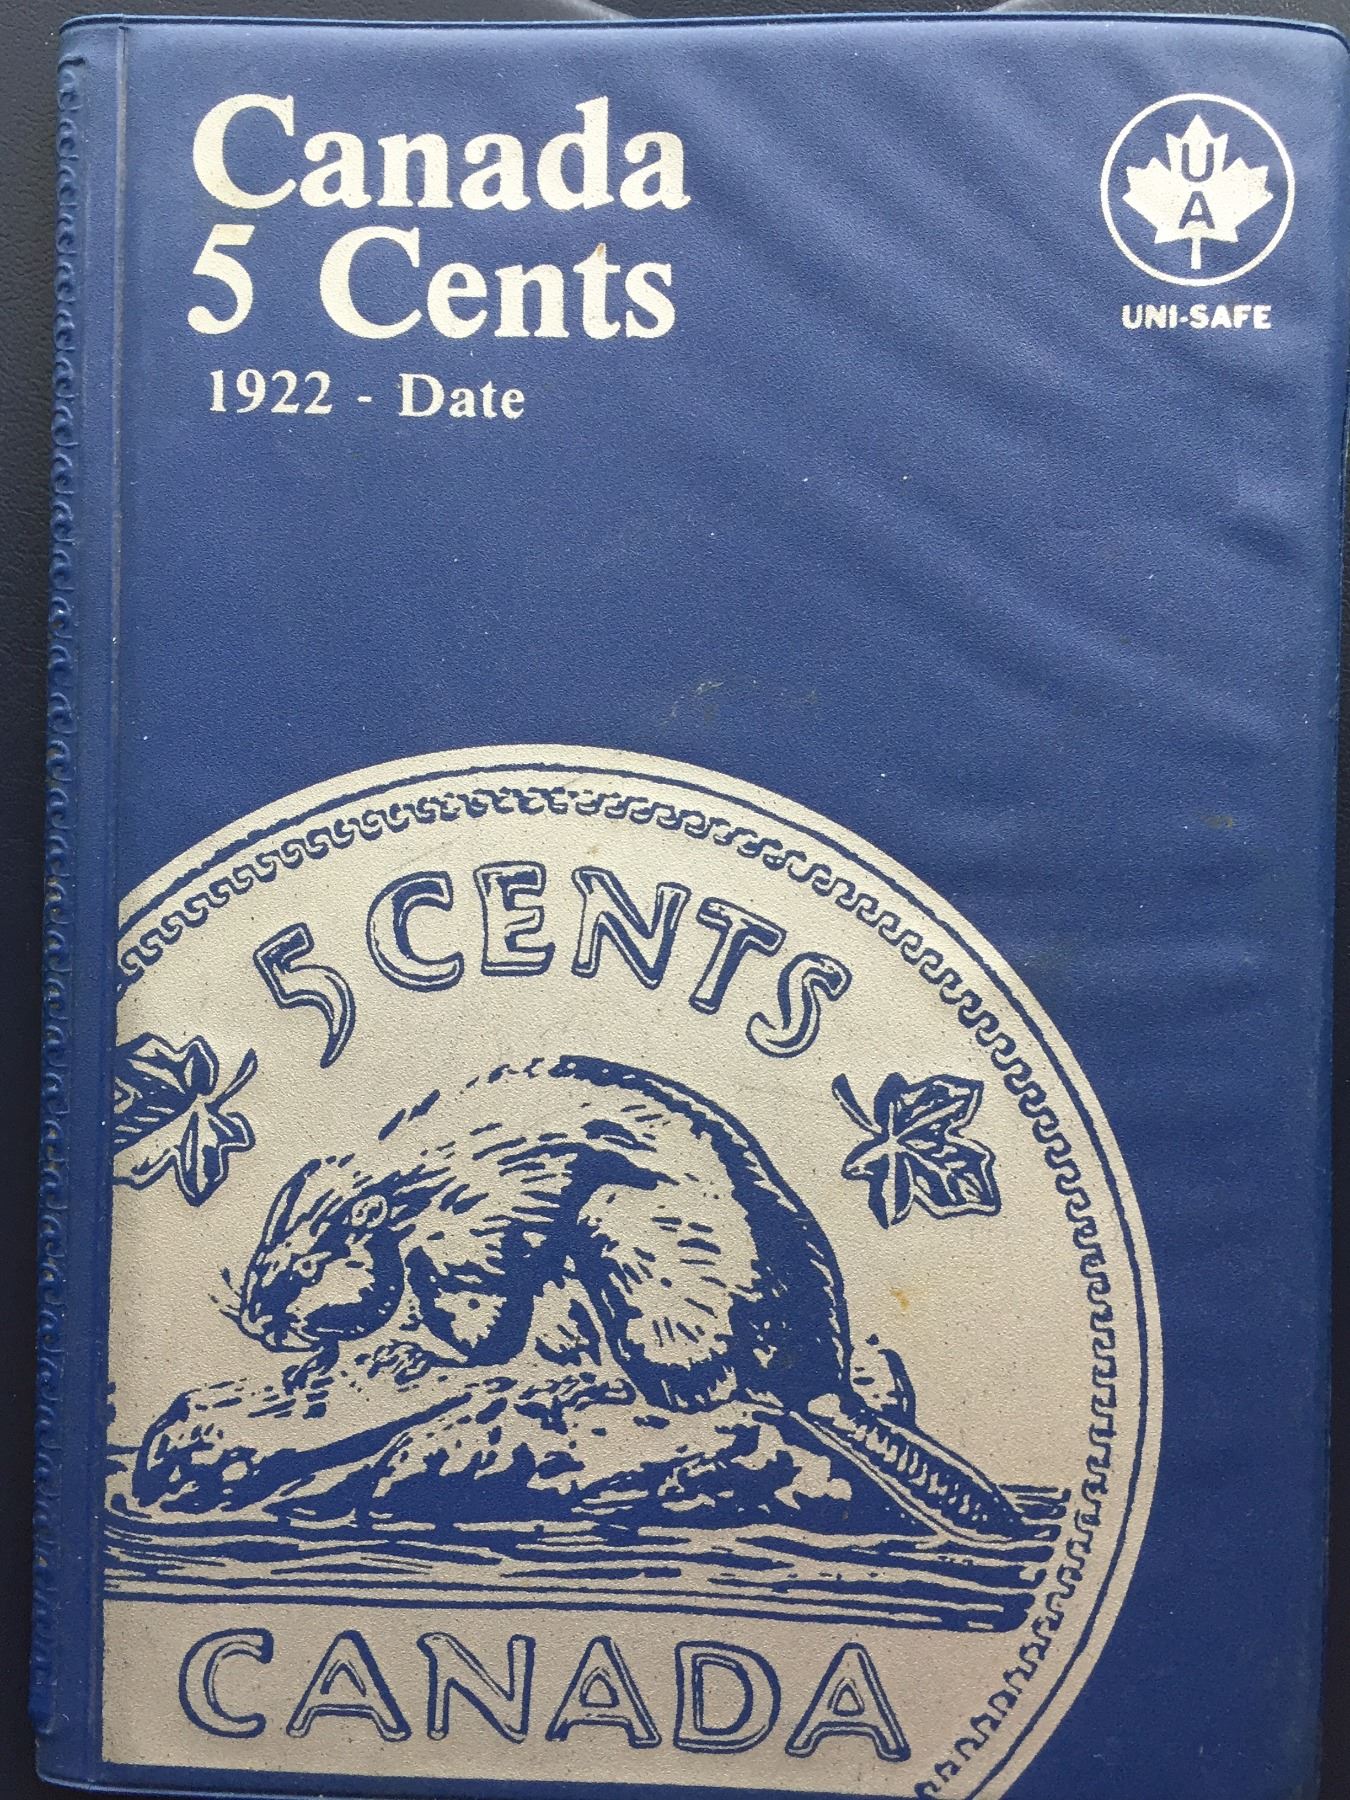 Canada
5 Cents
1922 - Date
U
A
UNI-SAFE
5 CENTS
CANADA